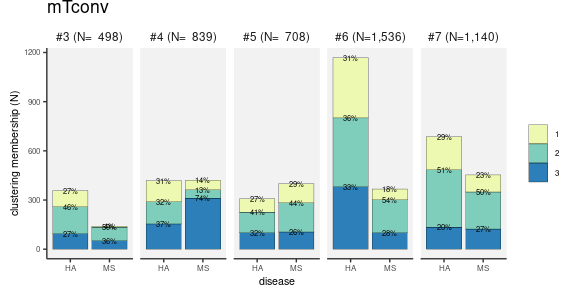 mTconv
#3 (N= 498) #4 (N= 839) #5 (N= 708) #6 (N=1,536) #7 (N=1,140)
1200
900
600
300
0
clustering membership (N)
27% 46% 27% 36%
31% 32% 37% 14% 13% 74%
27% 41% 32% 29% 44% 26%
31% 36% 33% 18% 54% 28%
29% 51% 20% 23% 50% 27%
HA MS HA MS HA MS HA MS HA MS
disease
1
2
3